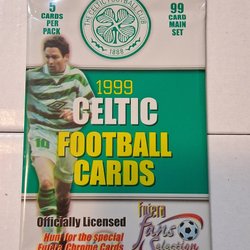 THE CELTIC FOOTBALL CLUB
1888
5
CARDS
PER
PACK
99
CARD
MAIN
SET
1999
CELTIC
FOOTBALL
CARDS
Officially Licensed
Hunt for the special
Futera Chrome Cards
futera
Fans
Selection